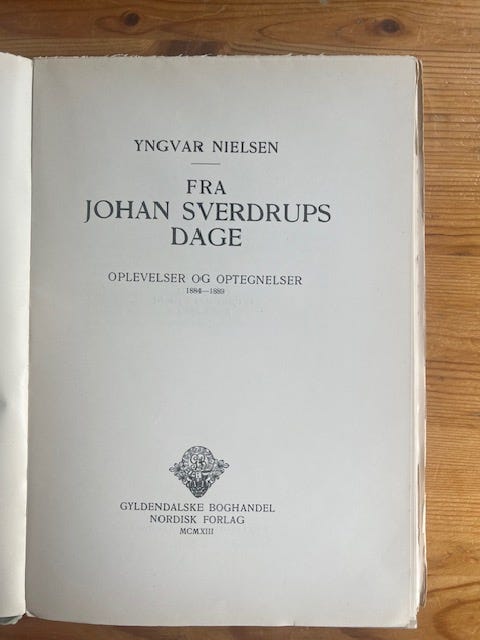 YNGVAR NIELSEN
FRA
JOHAN SVERDRUPS
DAGE
OPLEVELSER OG OPTEGNELSER
1884—1889
GYLDENDALSKE BOGHANDEL
NORDISK FORLAG
MCMXIII